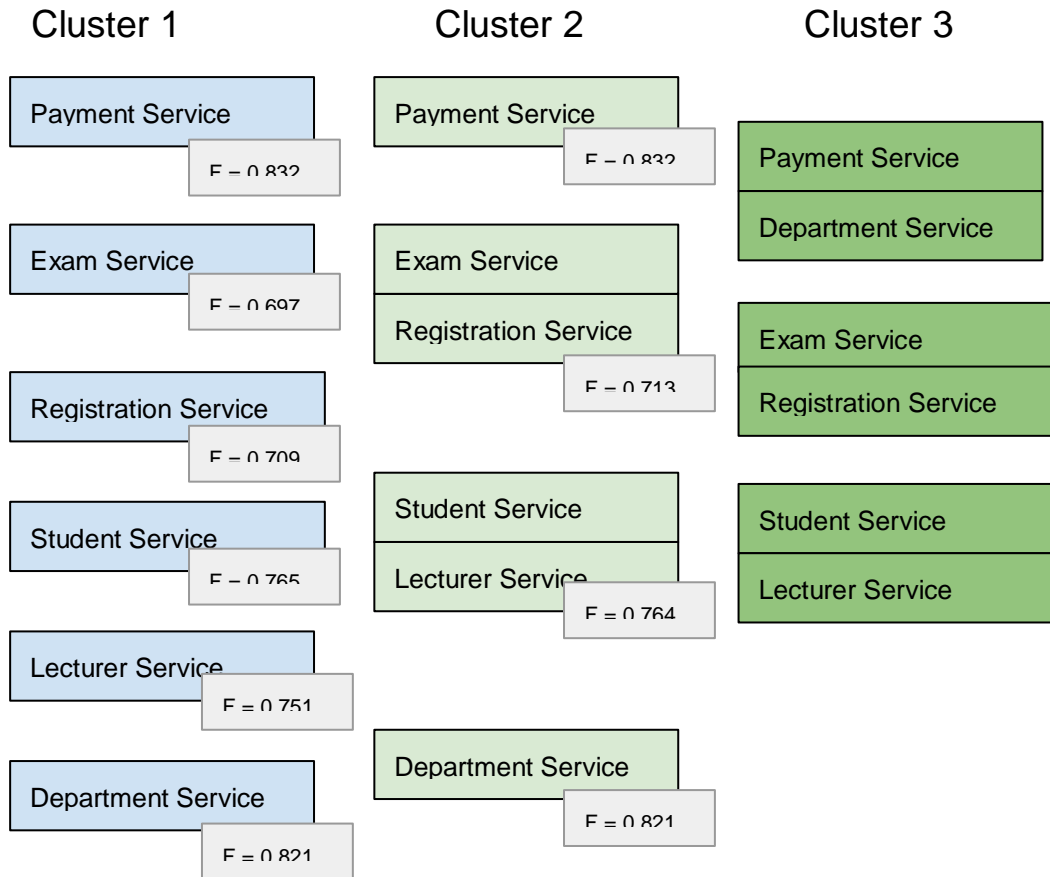 Cluster 1
Cluster 2
Cluster 3
Payment Service
F = 0.832
Exam Service
F = 0.697
Registration Service
F = 0.709
Student Service
F = 0.765
Lecturer Service
F = 0.751
Department Service
F = 0.821
Payment Service
F = 0.832
Exam Service
Registration Service
F = 0.713
Student Service
Lecturer Service
F = 0.764
Department Service
F = 0.821
Payment Service
Department Service
Exam Service
Registration Service
Student Service
Lecturer Service